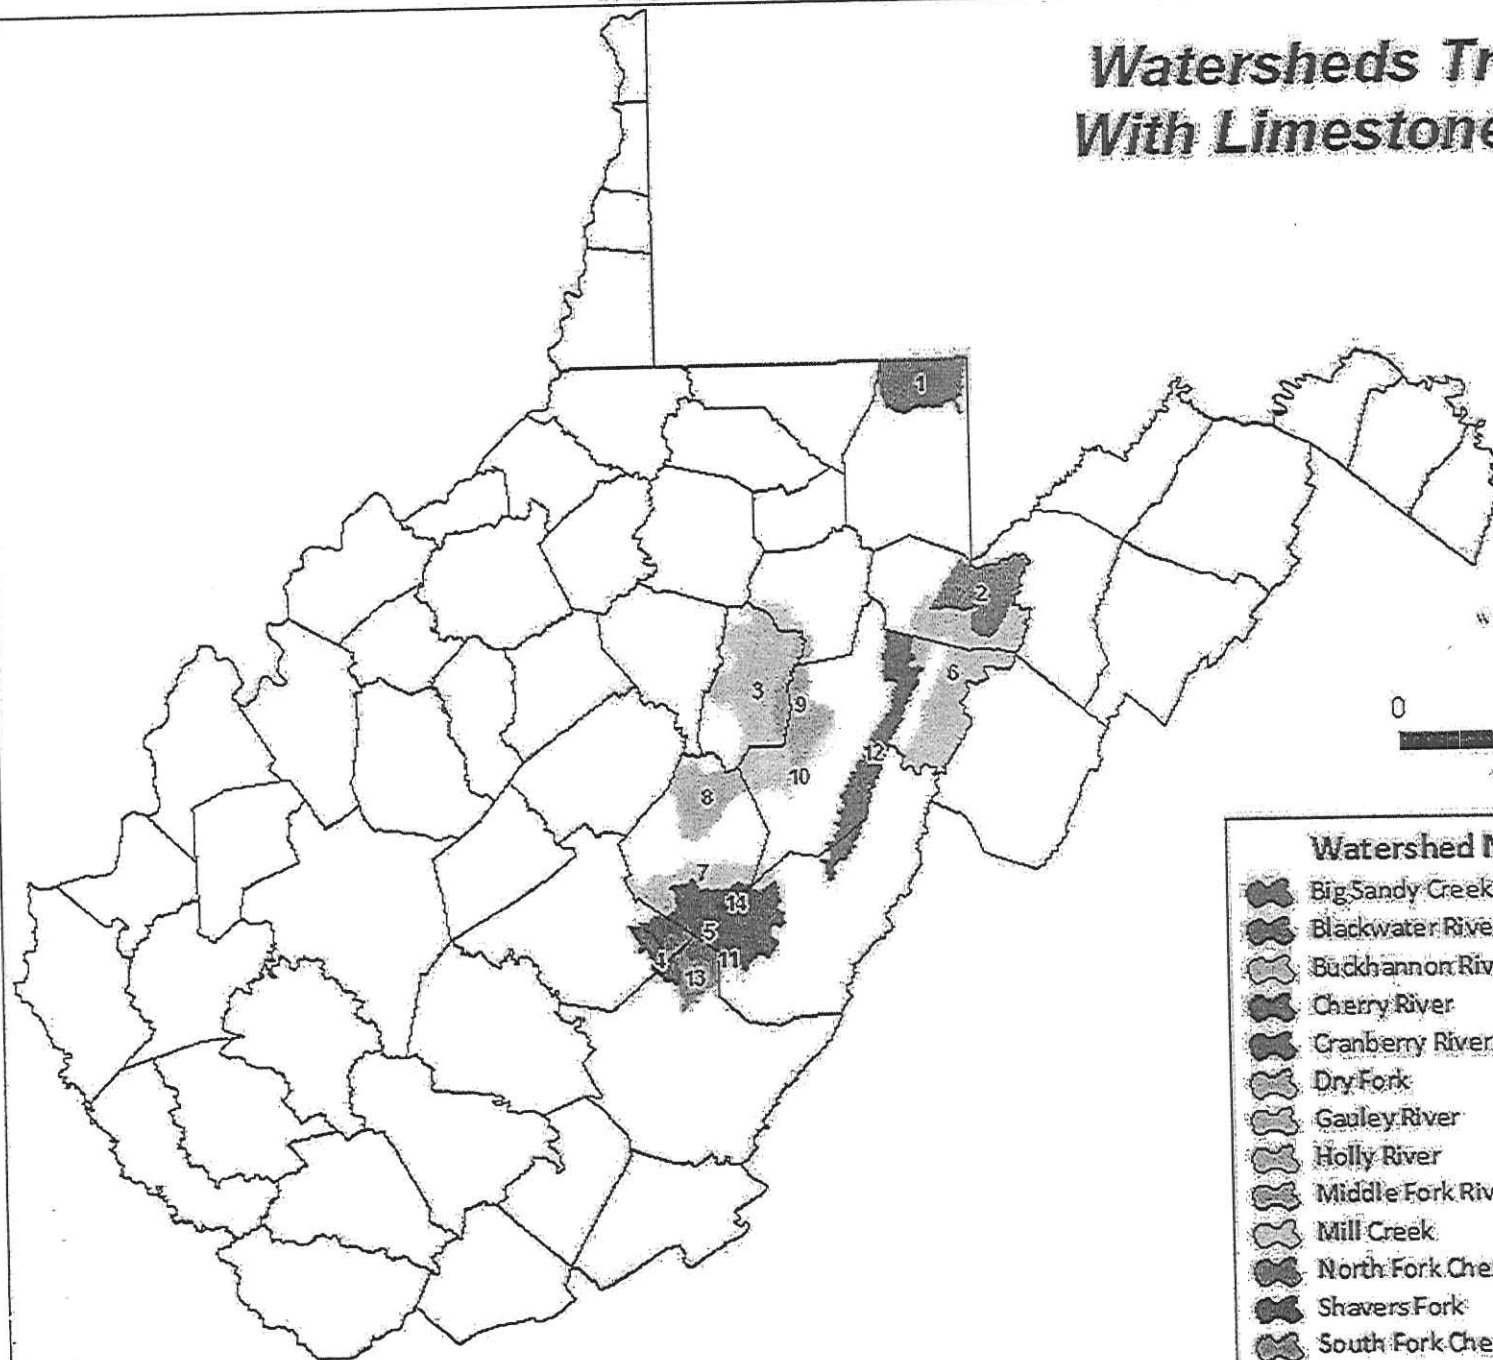 Watersheds Tr
With Limestone
1
2
3
6
9
12
10
8
7
14
5
4
11
13
0
w
Watershed N
Big Sandy Creek
Blackwater Rive
Buckhannon Riv
Cherry River
Cranberry River
Dry Fork
Gauley River
Holly River
Middle Fork Riv
Mill Creek
North Fork Che
Shavers Fork
South Fork Che